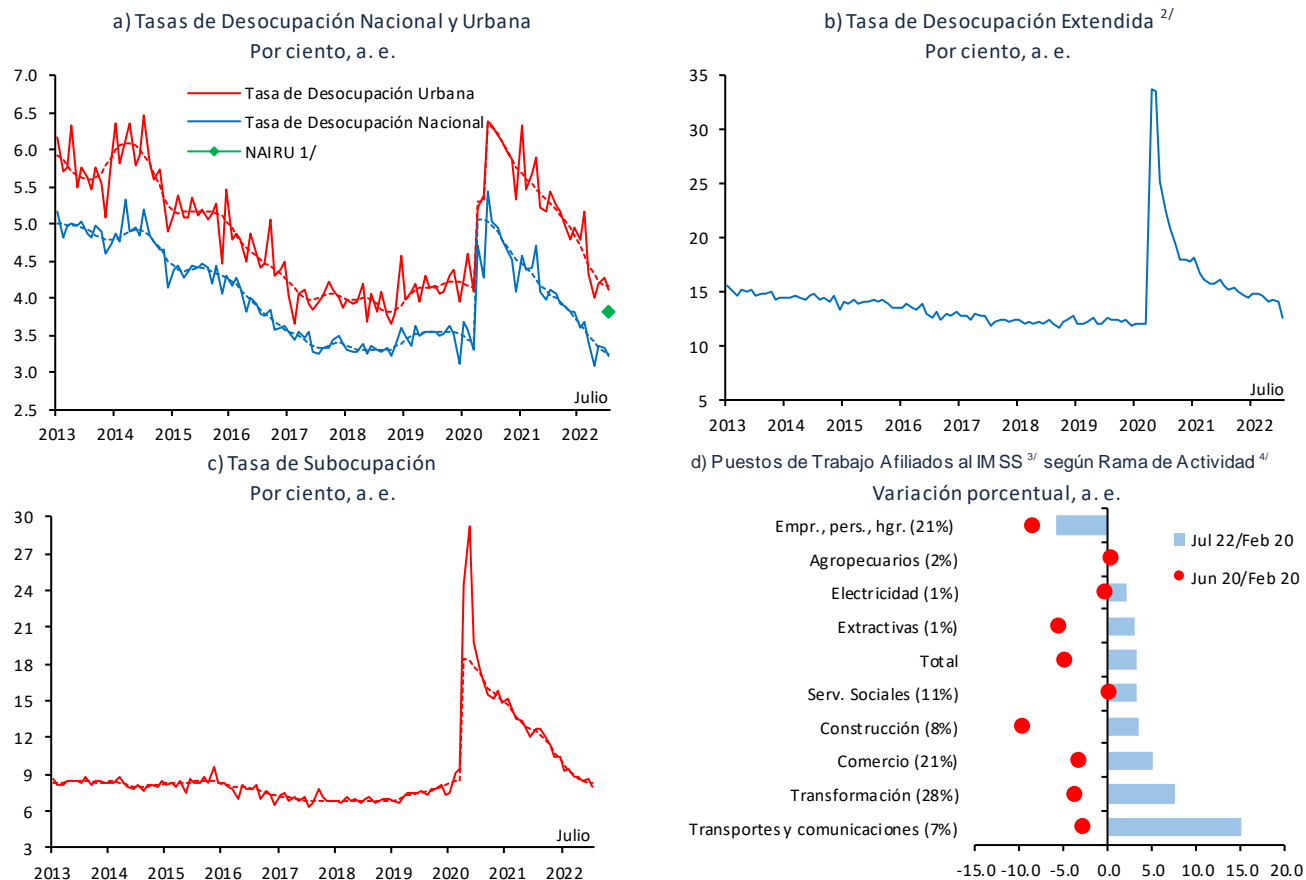 a) Tasas de Desocupación Nacional y Urbana
Por ciento, a. e.
7.0
6.5
6.0
5.5
5.0
4.5
4.0
3.5
3.0
2.5
Tasa de Desocupación Urbana
Tasa de Desocupación Nacional
NAIRU 1/
Julio
2013 2014 2015 2016 2017 2018 2019 2020 2021 2022
b) Tasa de Desocupación Extendida 2/
Por ciento, a. e.
35
30
25
20
15
10
5
Julio
2013 2014 2015 2016 2017 2018 2019 2020 2021 2022
c) Tasa de Subocupación
Por ciento, a. e.
30
27
24
21
18
15
12
9
6
3
Julio
2013 2014 2015 2016 2017 2018 2019 2020 2021 2022
d) Puestos de Trabajo Afiliados al IMSS 3/ según Rama de Actividad 4/
Variación porcentual, a. e.
Empr., pers., hgr. (21%)
Agropecuarios (2%)
Electricidad (1%)
Extractivas (1%)
Total
Serv. Sociales (11%)
Construcción (8%)
Comercio (21%)
Transformación (28%)
Transportes y comunicaciones (7%)
Jul 22/Feb 20
Jun 20/Feb 20
-15.0 -10.0 -5.0 0.0 5.0 10.0 15.0 20.0